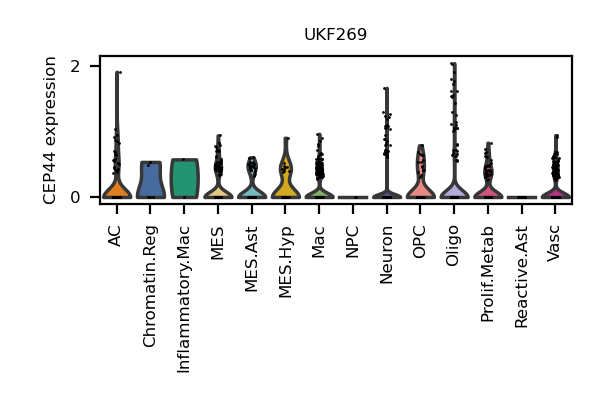 UKF269
CEP44 expression
2
0
AC
Chromatin.Reg
Inflammatory.Mac
MES
MES.Ast
MES.Hyp
Mac
NPC
Neuron
OPC
Oligo
Prolif.Metab
Reactive.Ast
Vasc